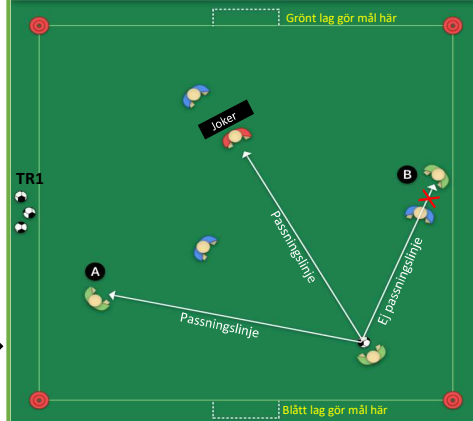 Grönt lag gör mål här
Joker
B
TR1
Passningslinje
Ej passningslinje
A
Passningslinje
Blått lag gör mål här